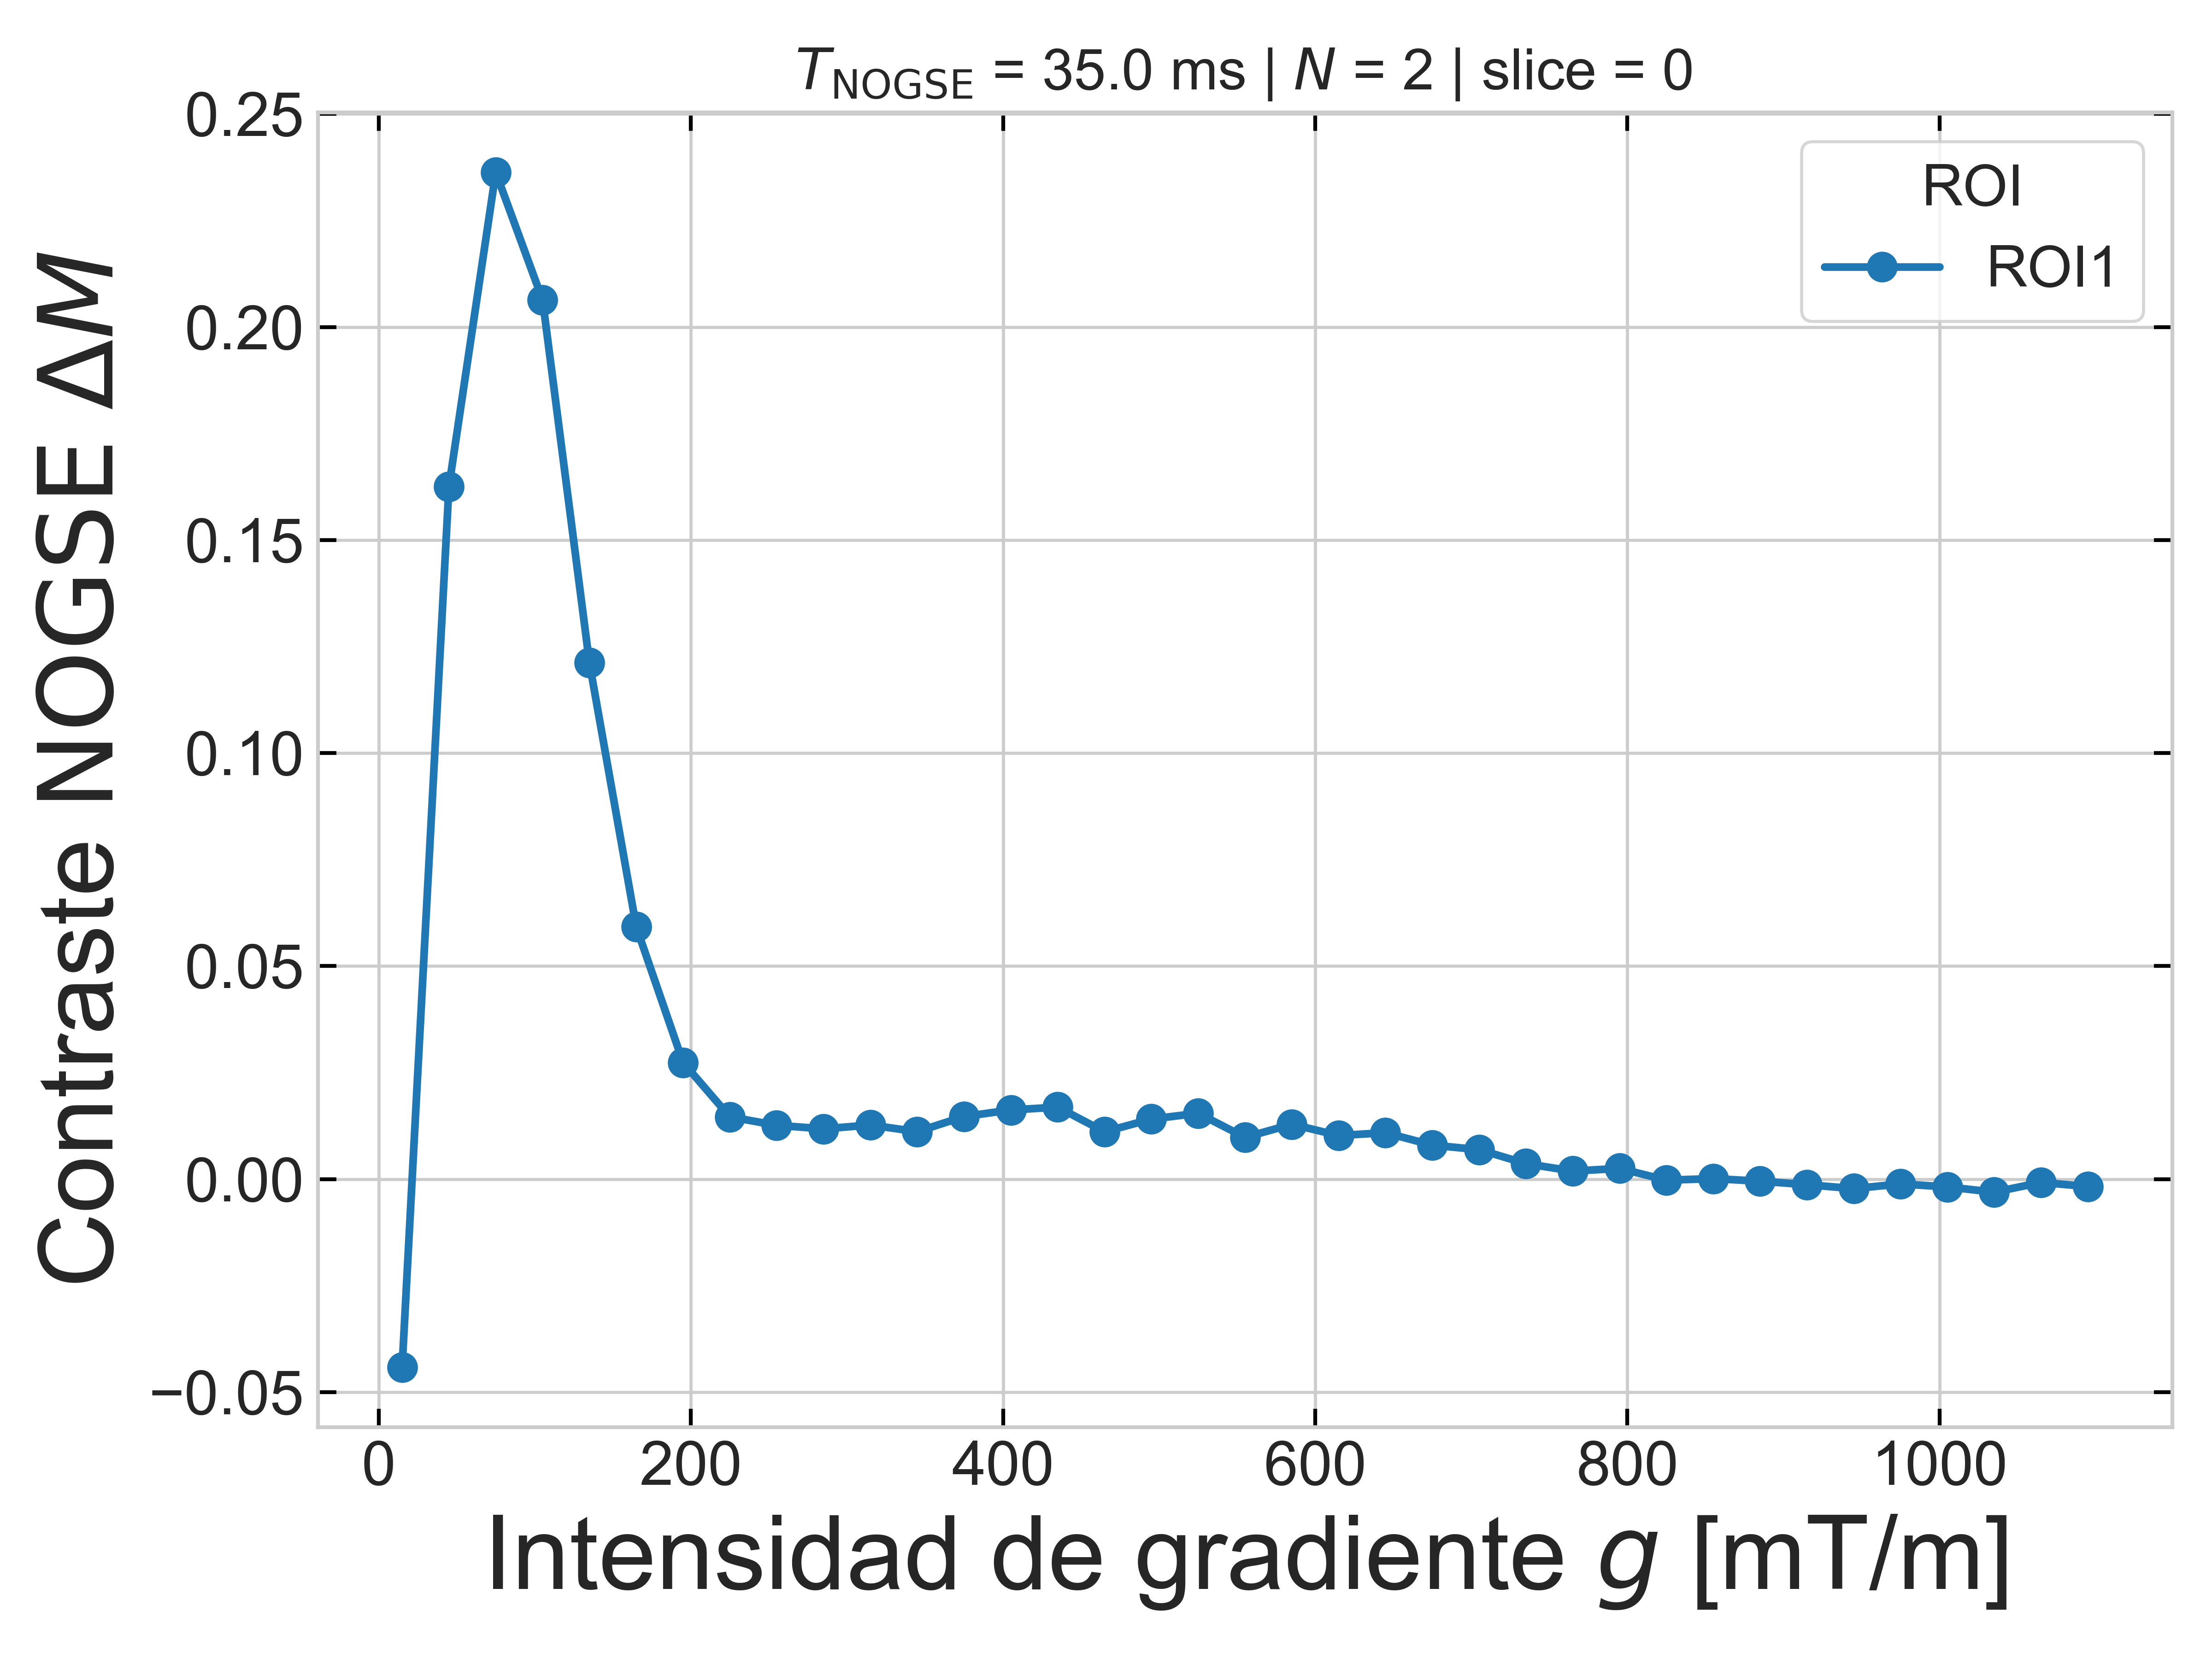 T_NOGSE = 35.0 ms | N = 2 | slice = 0
Contraste NOGSE ΔM
0.25
0.20
0.15
0.10
0.05
0.00
−0.05
ROI
ROI1
0 200 400 600 800 1000
Intensidad de gradiente g [mT/m]